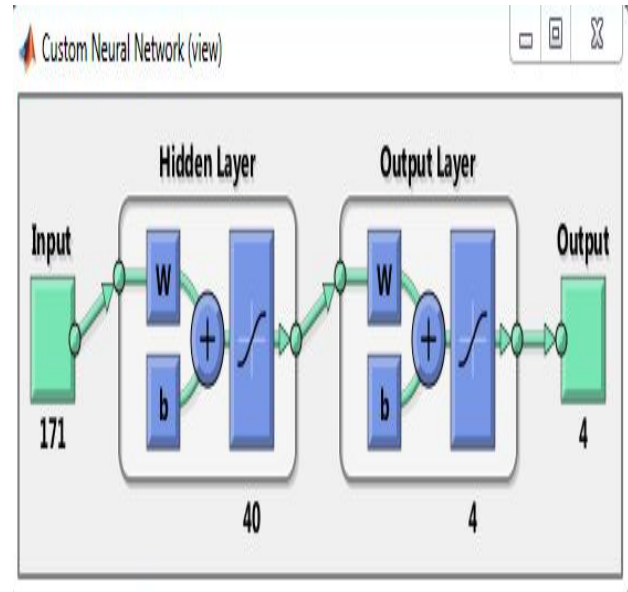 Custom Neural Network (view)
Hidden Layer
Output Layer
Input
Output
W
W
+
+
b
b
171
4
40
4